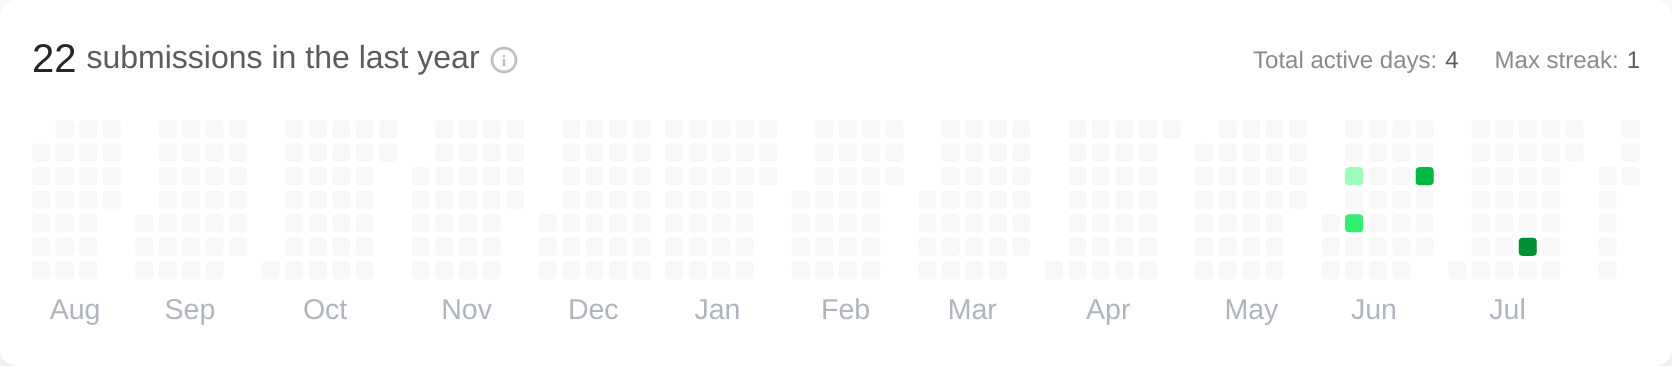 22 submissions in the last year
Total active days: 4 Max streak: 1
Aug Sep Oct Nov Dec Jan Feb Mar Apr May Jun Jul